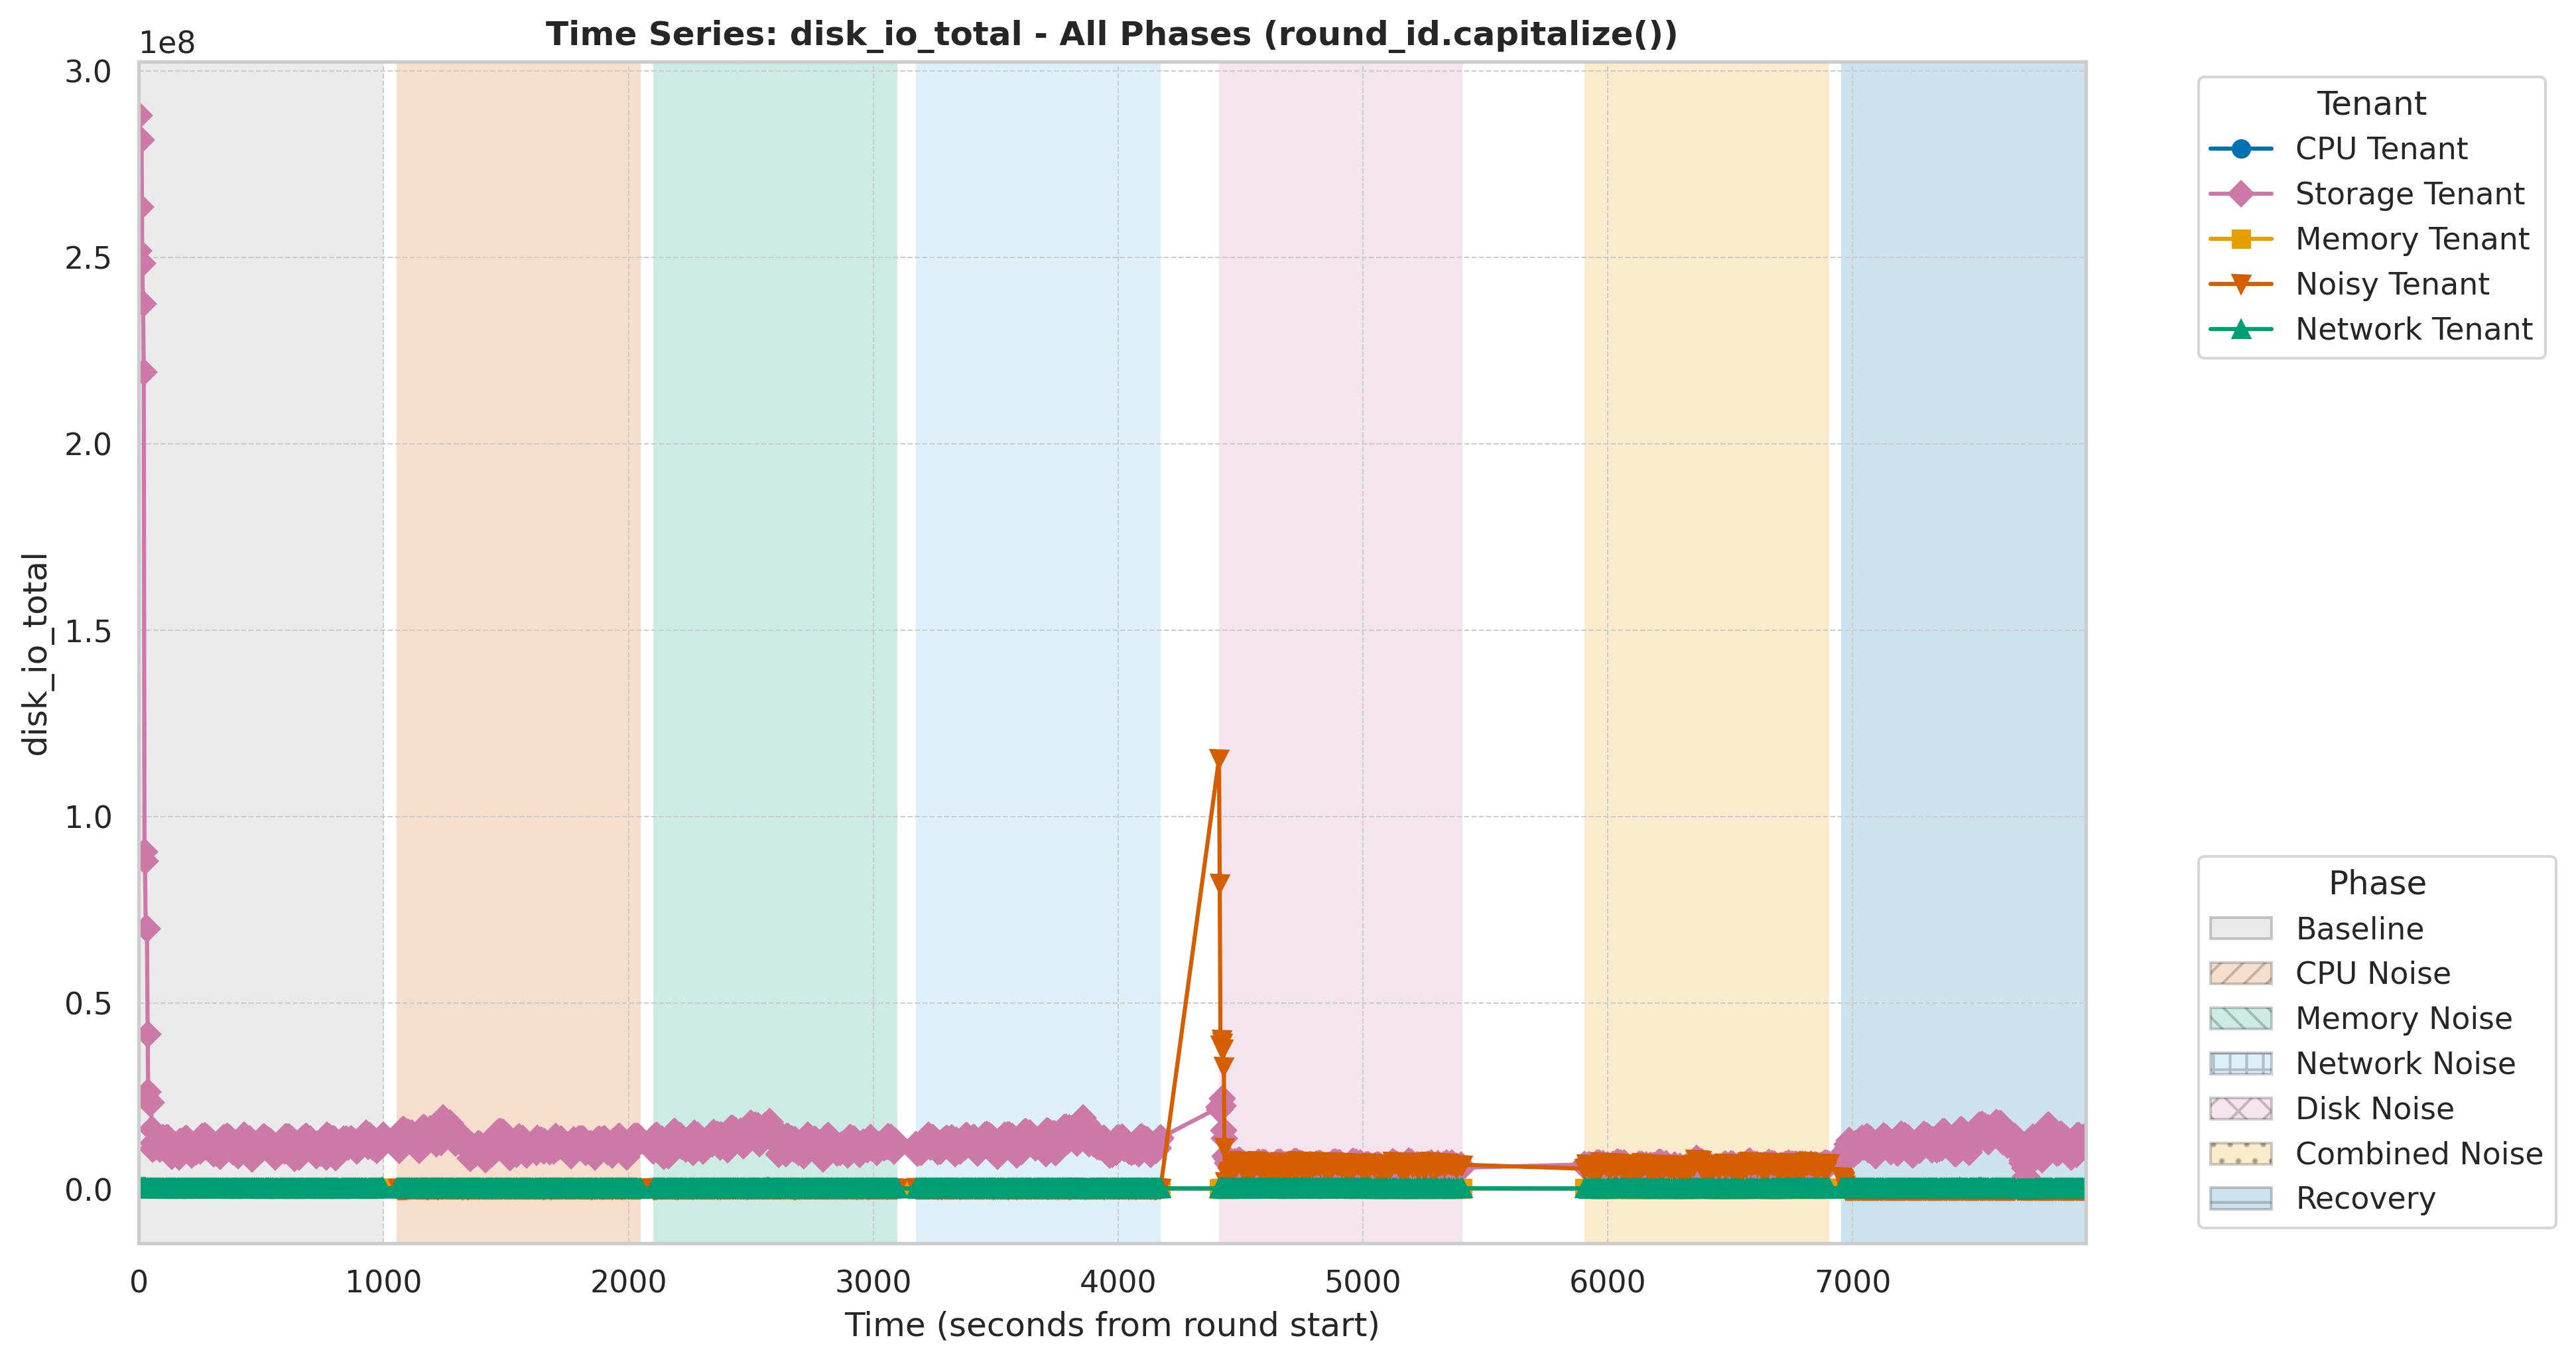 Time Series: disk_io_total - All Phases (round_id.capitalize())
1e8
3.0
2.5
2.0
1.5
1.0
0.5
0.0
disk_io_total
0 1000 2000 3000 4000 5000 6000 7000
Time (seconds from round start)
Tenant
CPU Tenant
Storage Tenant
Memory Tenant
Noisy Tenant
Network Tenant
Phase
Baseline
CPU Noise
Memory Noise
Network Noise
Disk Noise
Combined Noise
Recovery